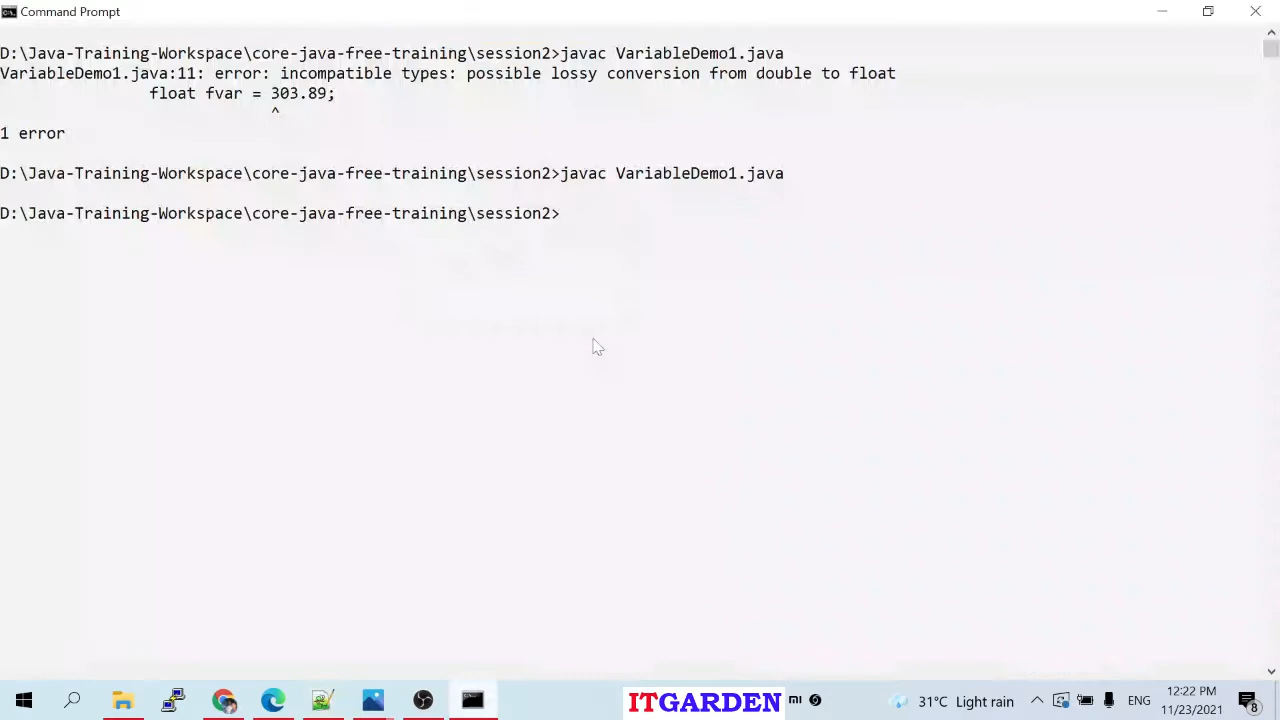 Command Prompt
D:\Java-Training-Workspace\core-java-free-training\session2>javac VariableDemo1.java
VariableDemo1.java:11: error: incompatible types: possible lossy conversion from double to float
float fvar = 303.89;
^
1 error
D:\Java-Training-Workspace\core-java-free-training\session2>javac VariableDemo1.java
D:\Java-Training-Workspace\core-java-free-training\session2>
ITGARDEN
31°C Light rain
ENG
12:22 PM
11/23/2021
8